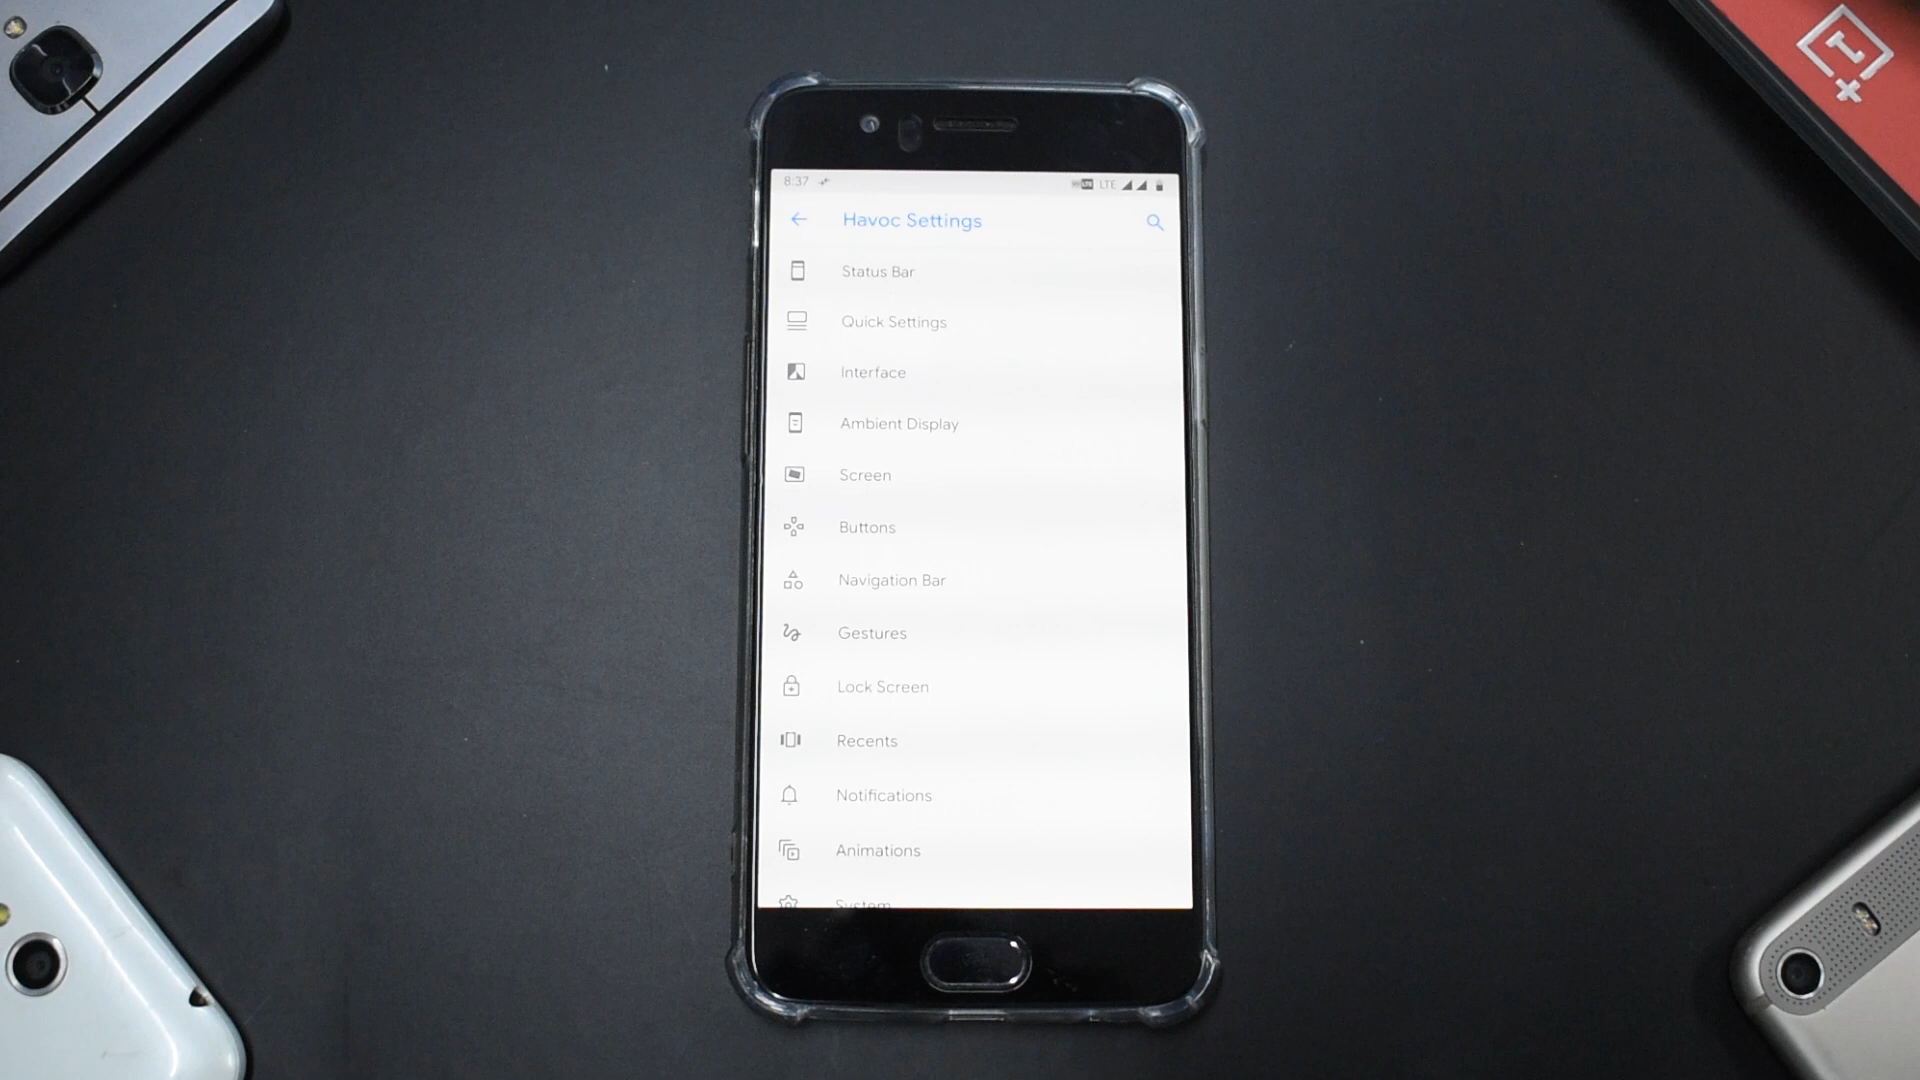 8:37
LTE
Havoc Settings
Status Bar
Quick Settings
Interface
Ambient Display
Screen
Buttons
Navigation Bar
Gestures
Lock Screen
Recents
Notifications
Animations
System